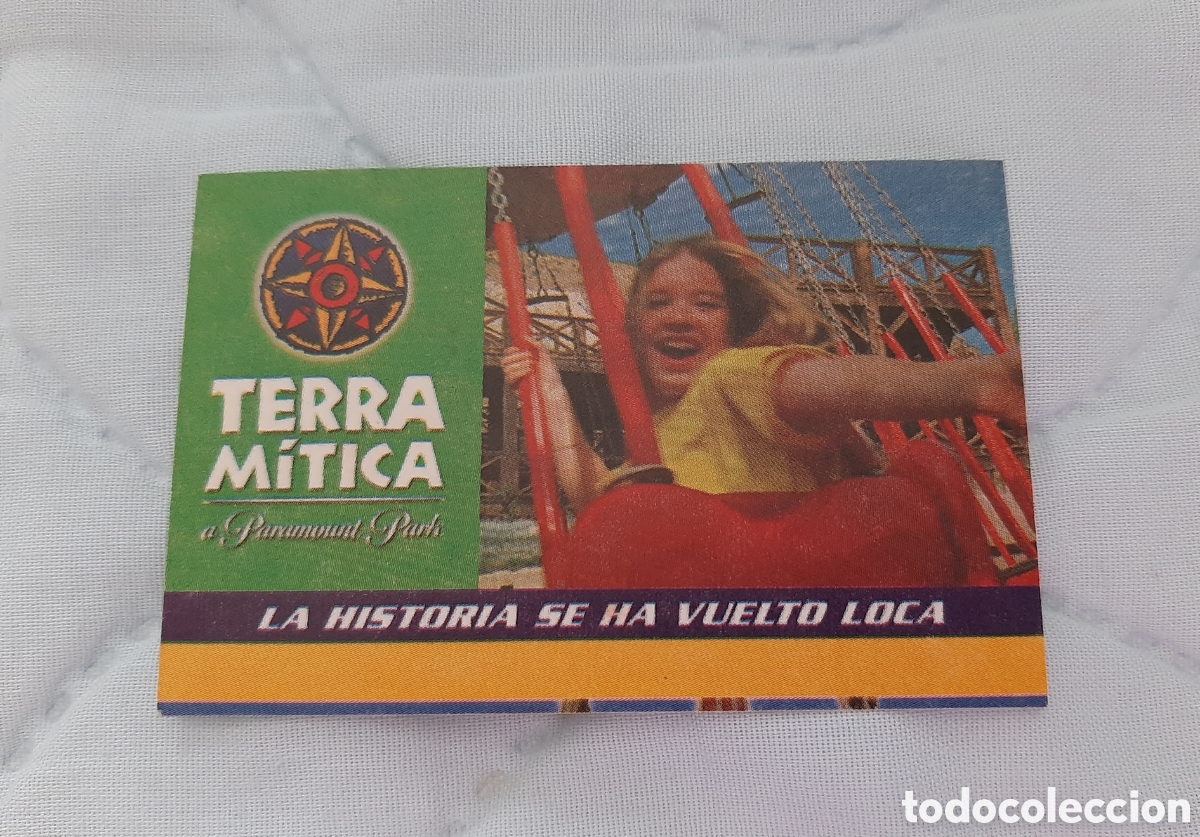 TERRA
MíTICA
a Paramount Park
LA HISTORIA SE HA VUELTO LOCA
todocoleccion